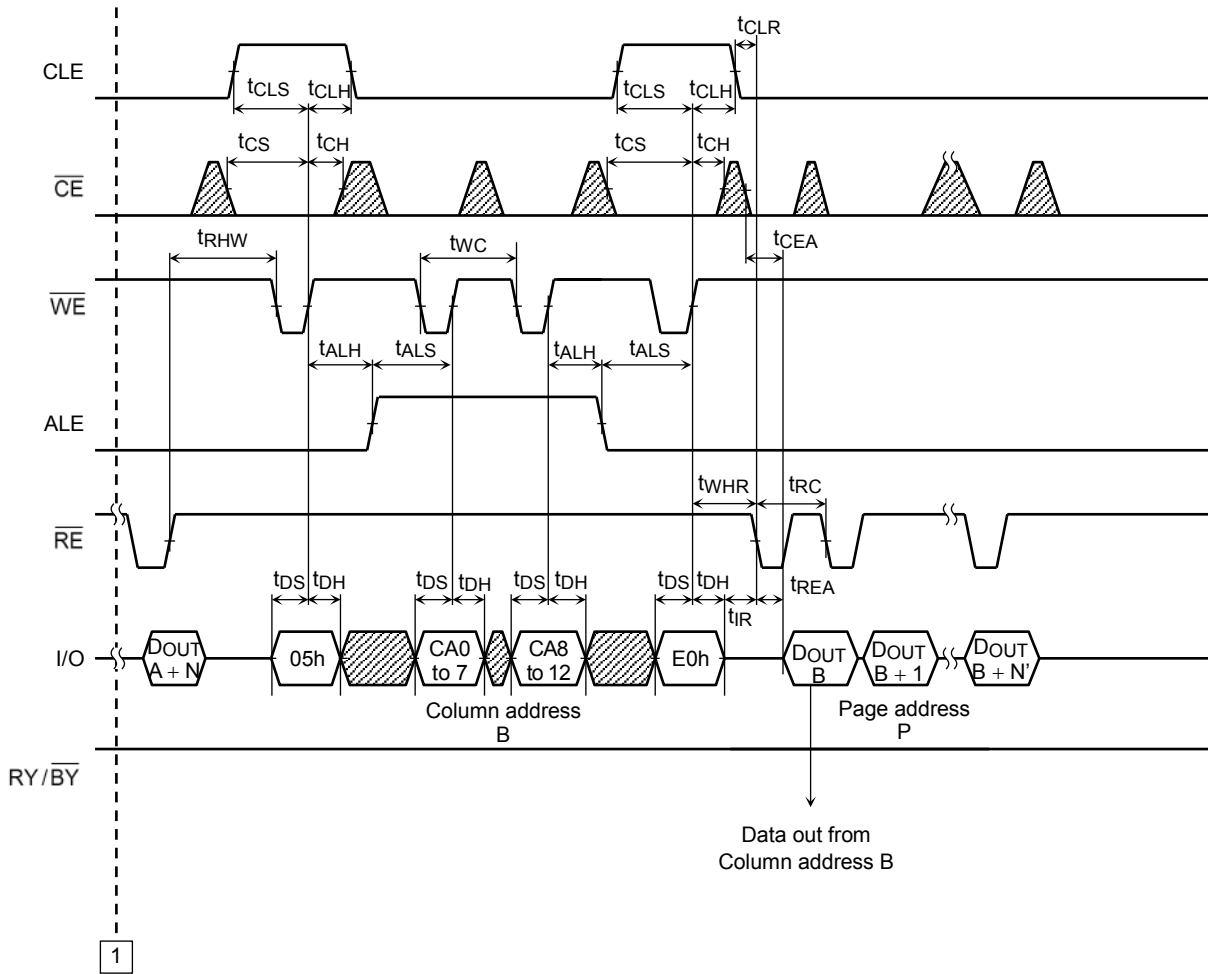 tCLR
CLE
tCLS
tCLH
tCLS
tCLH
tCS
tCH
tCS
tCH
CE
tRHW
tWC
tCEA
WE
tALH
tALS
tALH
tALS
ALE
tWHR
tRC
RE
tDS
tDH
tDS
tDH
tDS
tDH
tDS
tDH
tREA
tIR
I/O
DOUT
A + N
05h
CA0
to 7
CA8
to 12
E0h
DOUT
B
DOUT
B + 1
DOUT
B + N’
Column address
B
Page address
P
RY/BY
Data out from
Column address B
1